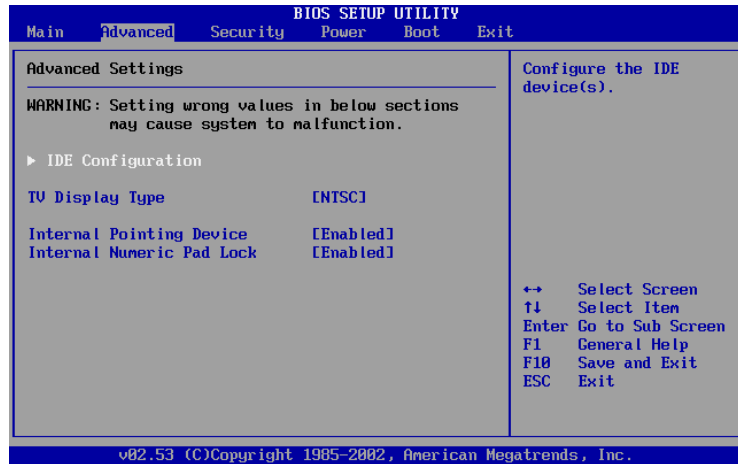 BIOS SETUP UTILITY
Main Advanced Security Power Boot Exit
Advanced Settings
WARNING: Setting wrong values in below sections
may cause system to malfunction.
▶ IDE Configuration
TV Display Type [NTSC]
Internal Pointing Device [Enabled]
Internal Numeric Pad Lock [Enabled]
Configure the IDE
device(s).
←→ Select Screen
↑↓ Select Item
Enter Go to Sub Screen
F1 General Help
F10 Save and Exit
ESC Exit
v02.53 (C)Copyright 1985-2002, American Megatrends, Inc.